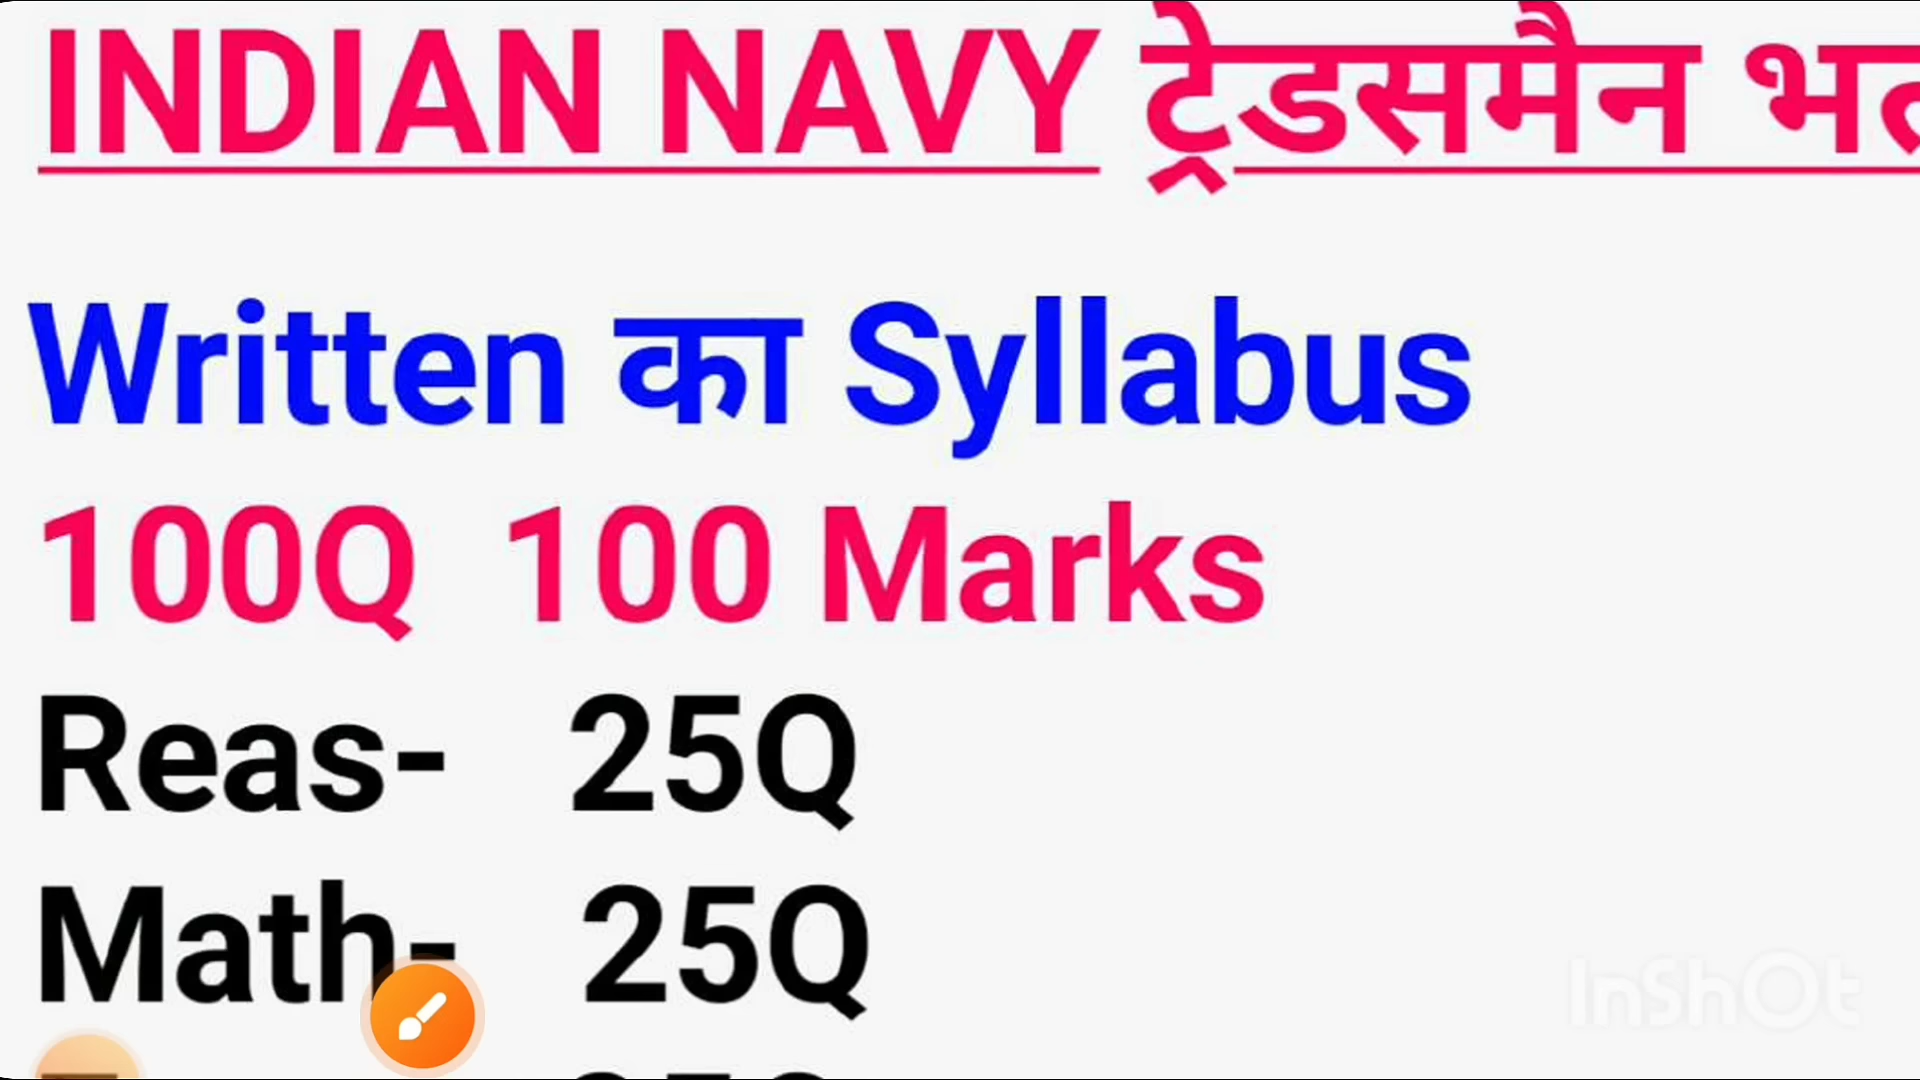 INDIAN NAVY ट्रेडसमैन
Written का Syllabus
100Q 100 Marks
Reas- 25Q
Math- 25Q
InShOt